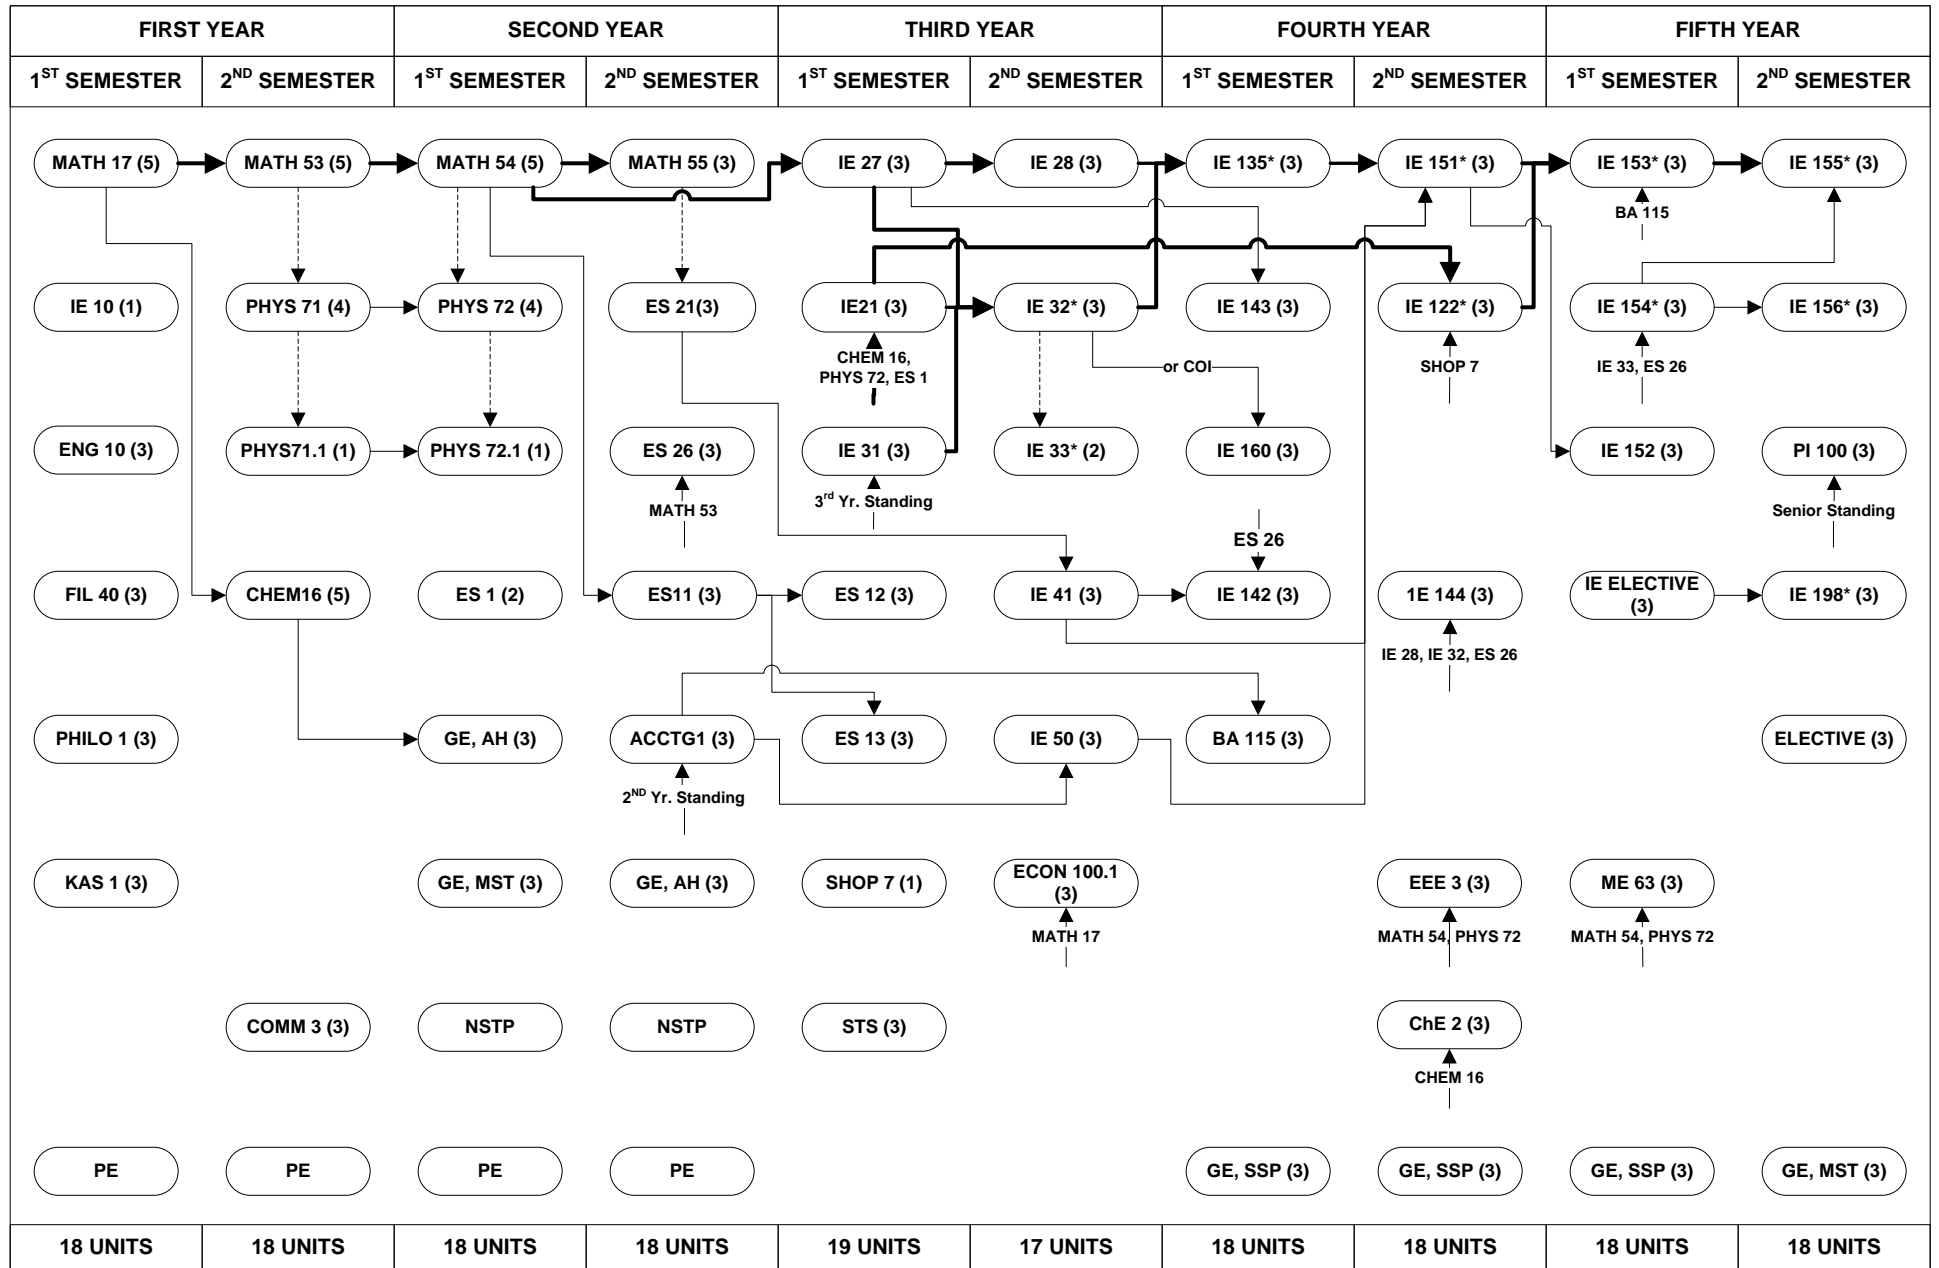 FIRST YEAR
SECOND YEAR
THIRD YEAR
FOURTH YEAR
FIFTH YEAR
1ST SEMESTER
2ND SEMESTER
1ST SEMESTER
2ND SEMESTER
1ST SEMESTER
2ND SEMESTER
1ST SEMESTER
2ND SEMESTER
1ST SEMESTER
2ND SEMESTER
MATH 17 (5)
MATH 53 (5)
MATH 54 (5)
MATH 55 (3)
IE 27 (3)
IE 28 (3)
IE 135* (3)
IE 151* (3)
IE 153* (3)
IE 155* (3)
BA 115
IE 10 (1)
PHYS 71 (4)
PHYS 72 (4)
ES 21(3)
IE21 (3)
IE 32* (3)
IE 143 (3)
IE 122* (3)
IE 154* (3)
IE 156* (3)
CHEM 16,
PHYS 72, ES 1
or COI
SHOP 7
IE 33, ES 26
ENG 10 (3)
PHYS71.1 (1)
PHYS 72.1 (1)
ES 26 (3)
IE 31 (3)
IE 33* (2)
IE 160 (3)
IE 152 (3)
PI 100 (3)
MATH 53
3rd Yr. Standing
ES 26
Senior Standing
FIL 40 (3)
CHEM16 (5)
ES 1 (2)
ES11 (3)
ES 12 (3)
IE 41 (3)
IE 142 (3)
1E 144 (3)
IE ELECTIVE
(3)
IE 198* (3)
IE 28, IE 32, ES 26
PHILO 1 (3)
GE, AH (3)
ACCTG1 (3)
ES 13 (3)
IE 50 (3)
BA 115 (3)
ELECTIVE (3)
2ND Yr. Standing
KAS 1 (3)
GE, MST (3)
GE, AH (3)
SHOP 7 (1)
ECON 100.1
(3)
EEE 3 (3)
ME 63 (3)
MATH 17
MATH 54, PHYS 72
MATH 54, PHYS 72
COMM 3 (3)
NSTP
NSTP
STS (3)
ChE 2 (3)
CHEM 16
PE
PE
PE
PE
GE, SSP (3)
GE, SSP (3)
GE, SSP (3)
GE, MST (3)
18 UNITS
18 UNITS
18 UNITS
18 UNITS
19 UNITS
17 UNITS
18 UNITS
18 UNITS
18 UNITS
18 UNITS